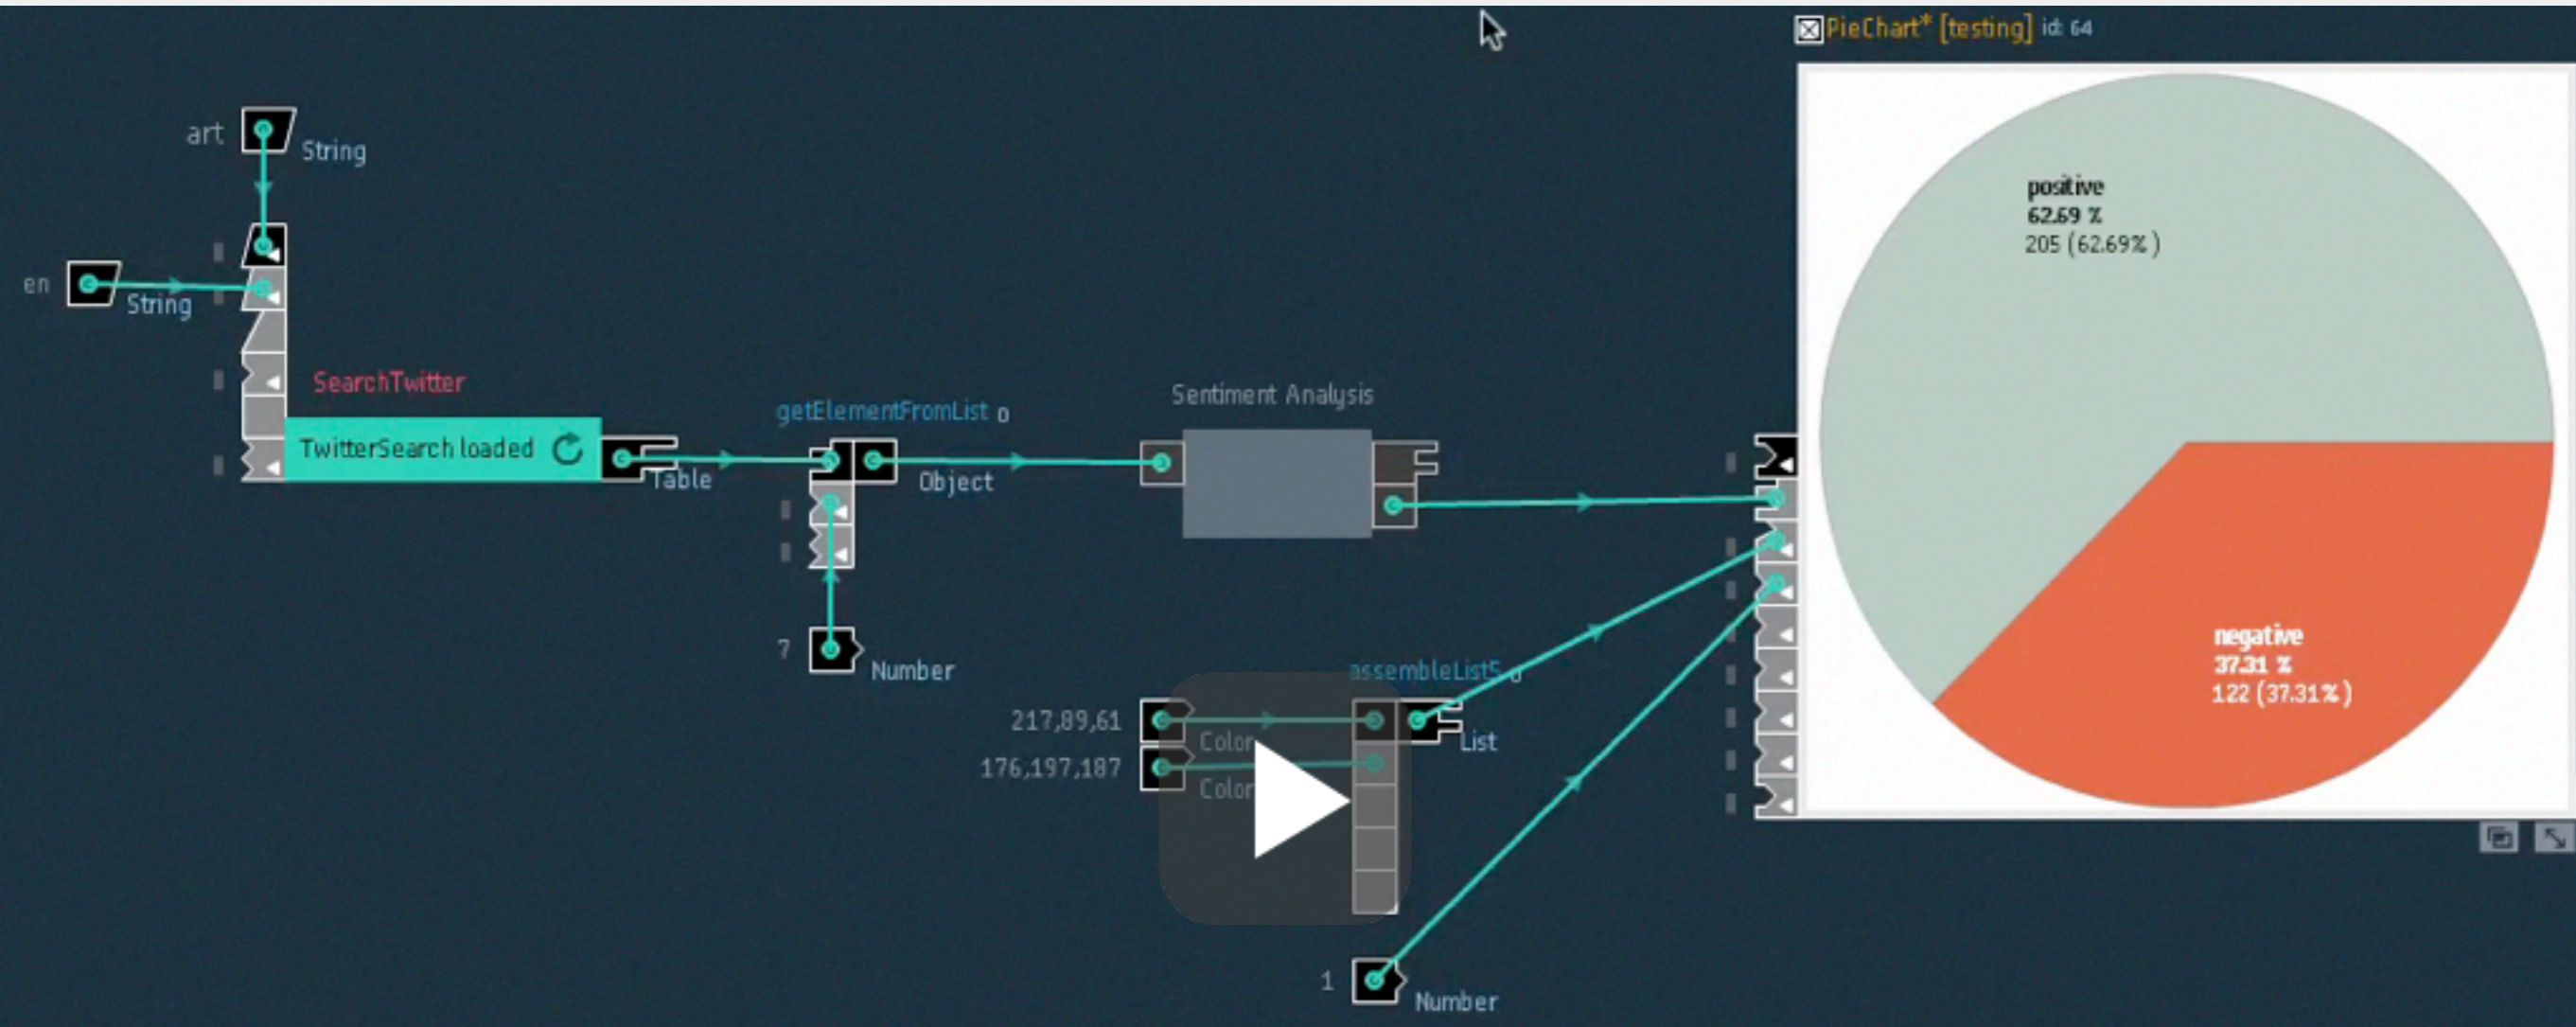 PieChart* [testing] id: 64
art
String
en
String
SearchTwitter
TwitterSearch loaded
Table
getElementFromList 0
Object
7
Number
Sentiment Analysis
217,89,61
Color
176,197,187
Color
assembleList5 0
List
1
Number
positive
62.69 %
205 (62.69%)
negative
37.31 %
122 (37.31%)